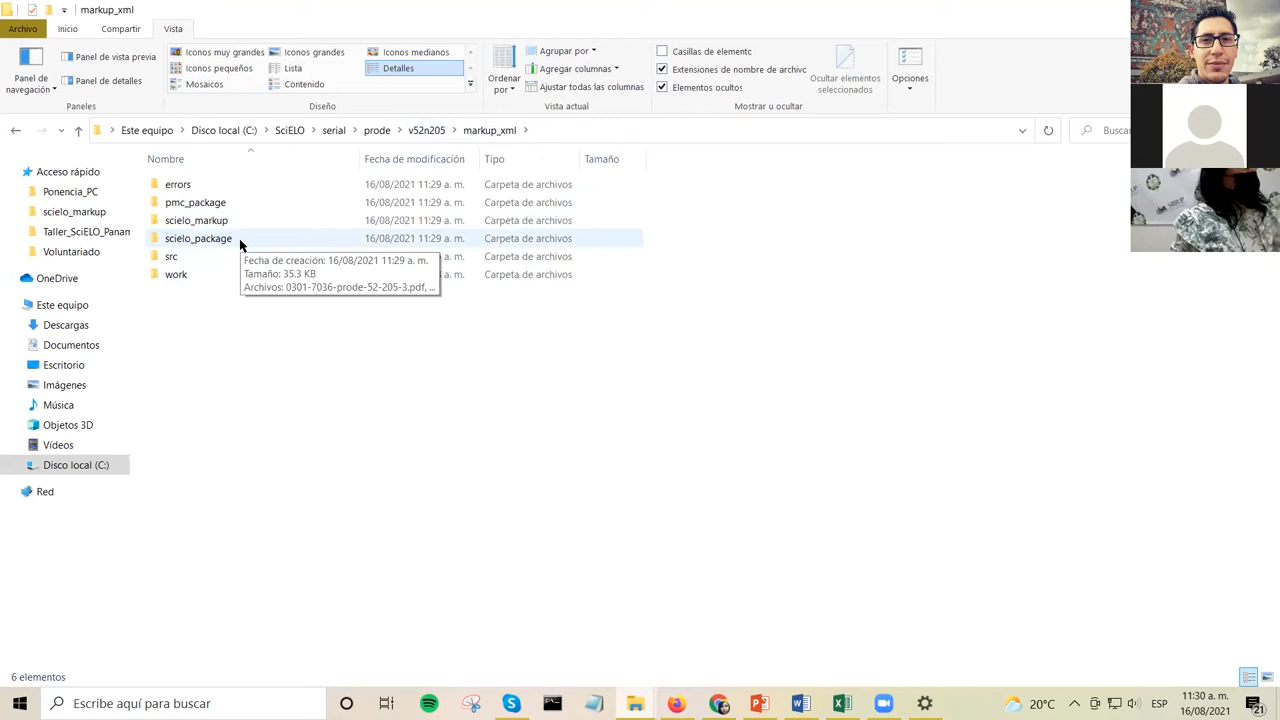 markup_xml
Archivo Inicio Compartir Vista
Panel de navegación
Panel de vista previa
Panel de detalles
Paneles
Iconos muy grandes Iconos grandes Iconos medianos
Iconos pequeños Lista Detalles
Mosaicos Contenido
Diseño
Ordenar por
Agrupar por
Agregar columnas
Ajustar todas las columnas
Vista actual
Casillas de elemento
Extensiones de nombre de archivo
Elementos ocultos
Ocultar elementos seleccionados
Mostrar u ocultar
Opciones
Este equipo > Disco local (C:) > SciELO > serial > prode > v52n205 > markup_xml >
Busca
Nombre Fecha de modificación Tipo Tamaño
errors 16/08/2021 11:29 a. m. Carpeta de archivos
pmc_package 16/08/2021 11:29 a. m. Carpeta de archivos
scielo_markup 16/08/2021 11:29 a. m. Carpeta de archivos
scielo_package 16/08/2021 11:29 a. m. Carpeta de archivos
src a. m. Carpeta de archivos
work a. m. Carpeta de archivos
Fecha de creación: 16/08/2021 11:29 a. m.
Tamaño: 35.3 KB
Archivos: 0301-7036-prode-52-205-3.pdf, ...
Acceso rápido
Ponencia_PC
scielo_markup
Taller_SciELO_Panam
Voluntariado
OneDrive
Este equipo
Descargas
Documentos
Escritorio
Imágenes
Música
Objetos 3D
Vídeos
Disco local (C:)
Red
6 elementos
Escribe aquí para buscar
20°C
ESP
11:30 a. m.
16/08/2021
21